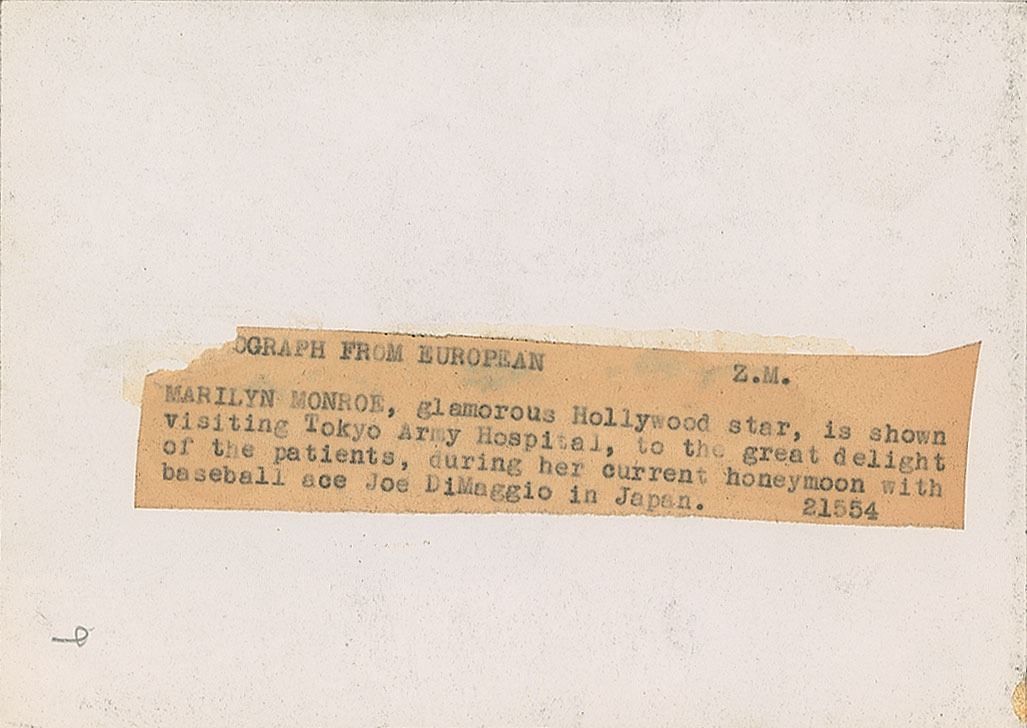 OGRAPH FROM EUROPEAN Z.M.
MARILYN MONROE, glamorous Hollywood star, is shown
visiting Tokyo Army Hospital, to the great delight
of the patients, during her current honeymoon with
baseball ace Joe DiMaggio in Japan. 21554